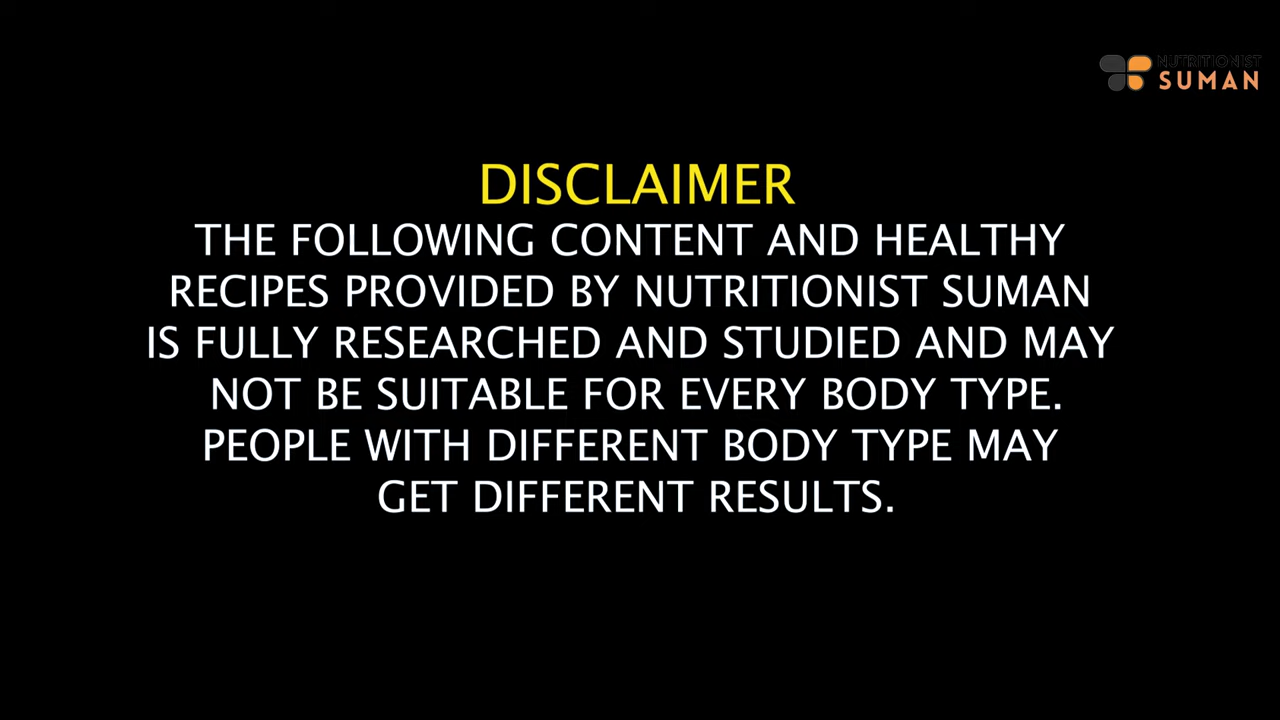 NUTRITIONIST
SUMAN
DISCLAIMER
THE FOLLOWING CONTENT AND HEALTHY
RECIPES PROVIDED BY NUTRITIONIST SUMAN
IS FULLY RESEARCHED AND STUDIED AND MAY
NOT BE SUITABLE FOR EVERY BODY TYPE.
PEOPLE WITH DIFFERENT BODY TYPE MAY
GET DIFFERENT RESULTS.